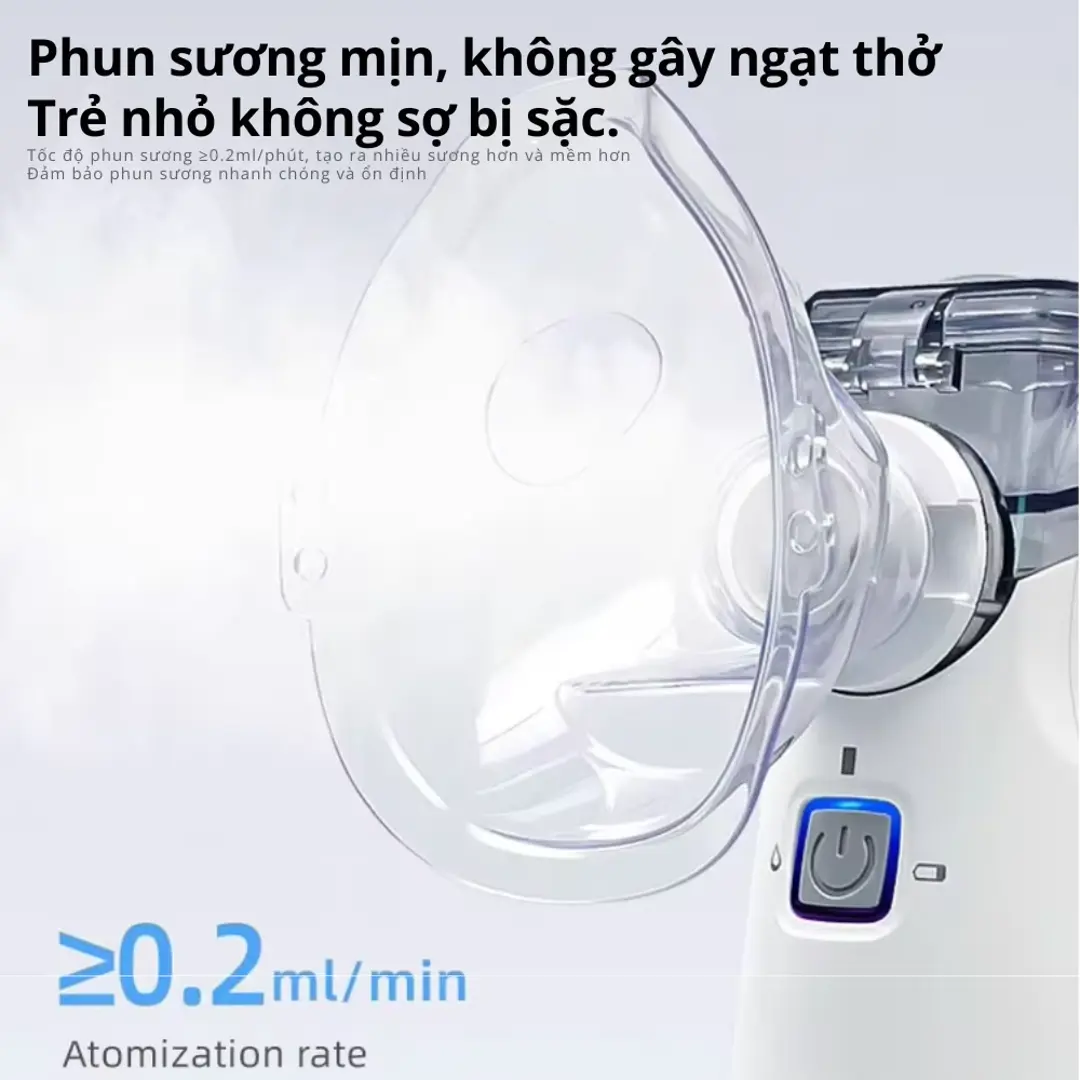 Phun sương mịn, không gây ngạt thở
Trẻ nhỏ không sợ bị sặc.
Tốc độ phun sương ≥0.2ml/phút, tạo ra nhiều sương hơn và mềm hơn
Đảm bảo phun sương nhanh chóng và ổn định
≥0.2ml/min
Atomization rate